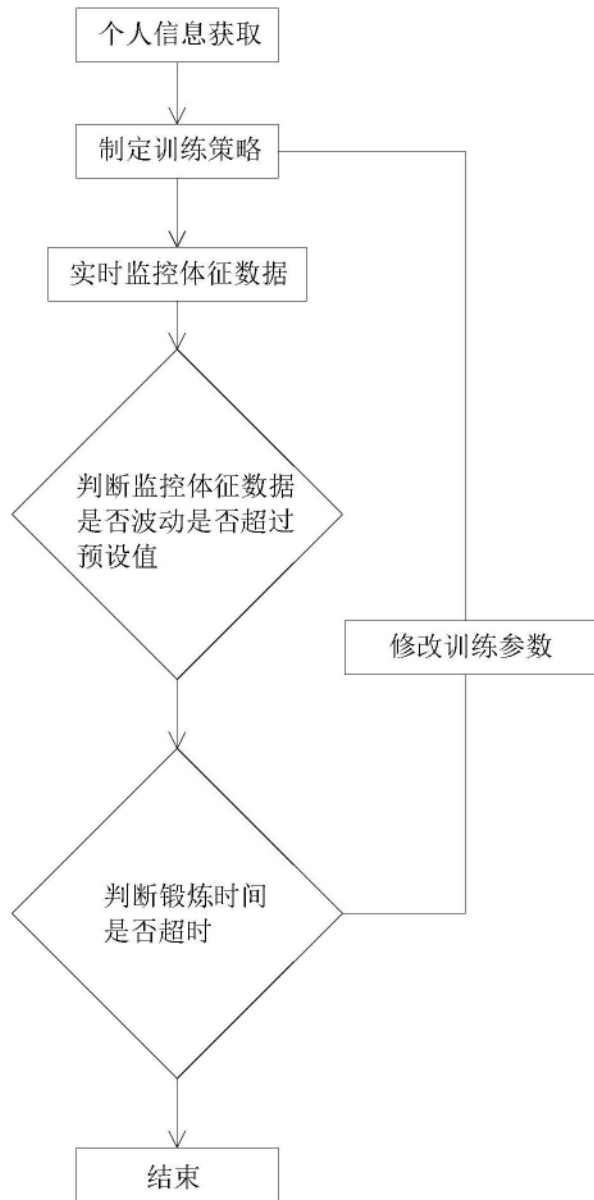 个人信息获取
制定训练策略
实时监控体征数据
判断监控体征数据
是否波动是否超过
预设值
修改训练参数
判断锻炼时间
是否超时
结束